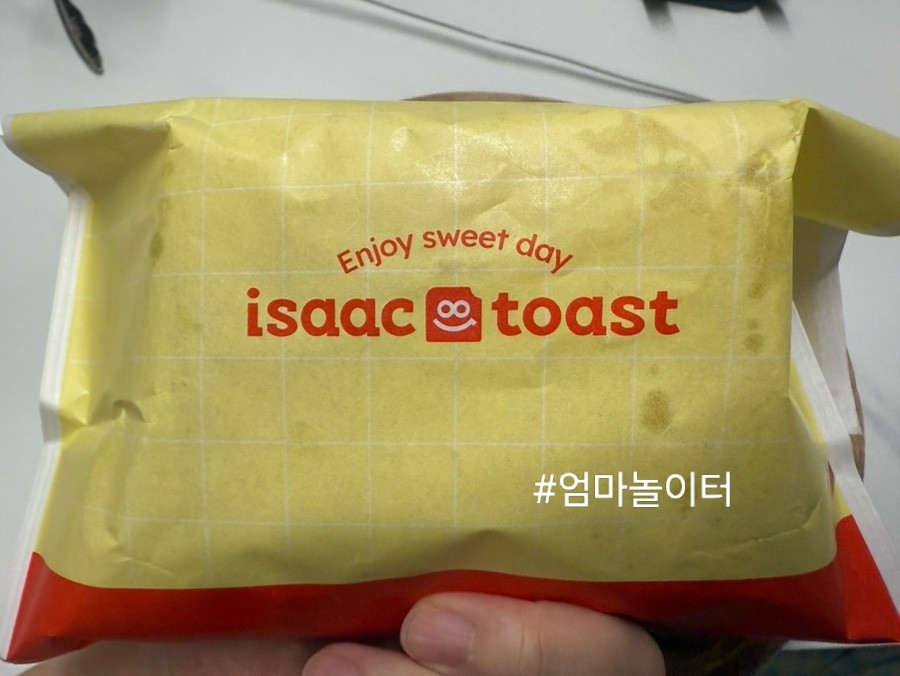 Enjoy sweet day
isaac toast
#엄마놀이터